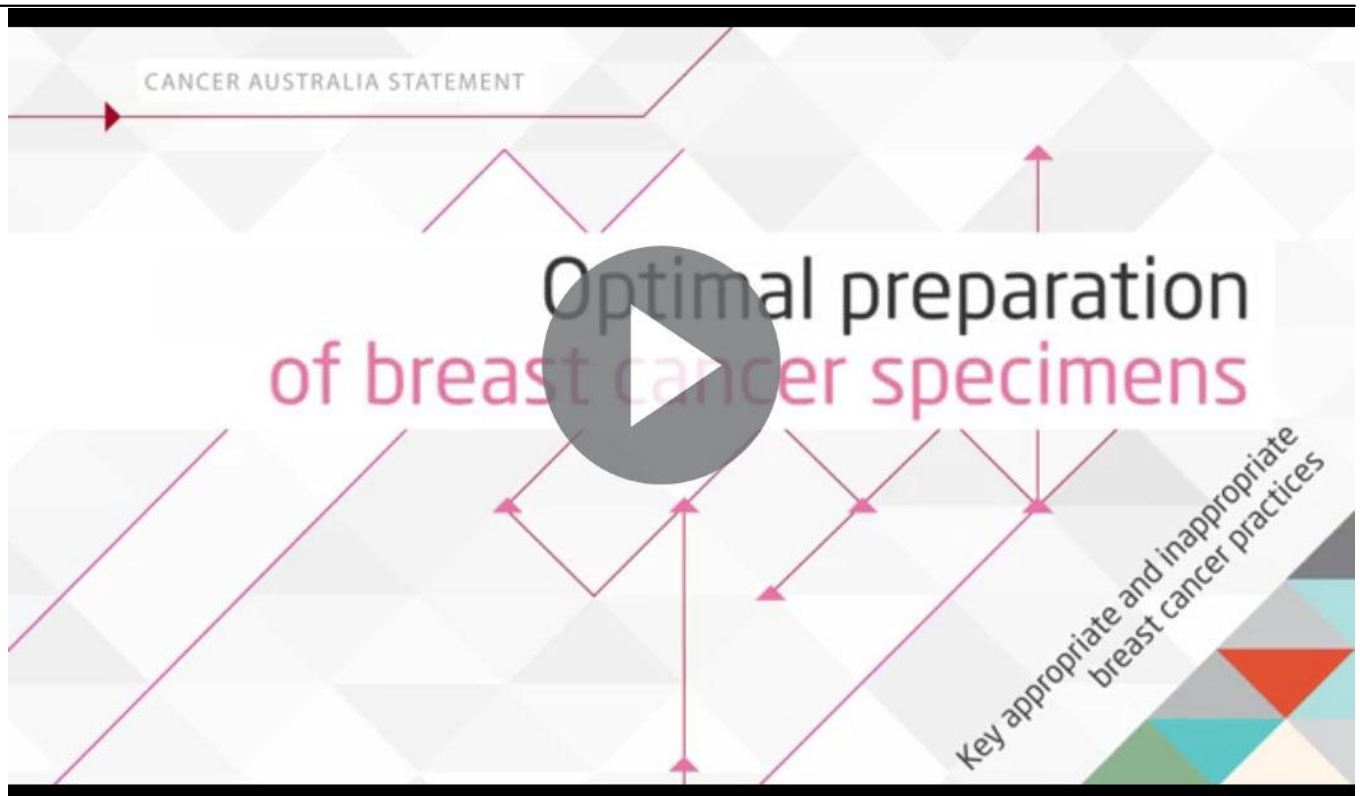 CANCER AUSTRALIA STATEMENT
Optimal preparation
of breast cancer specimens
Key appropriate and inappropriate
breast cancer practices